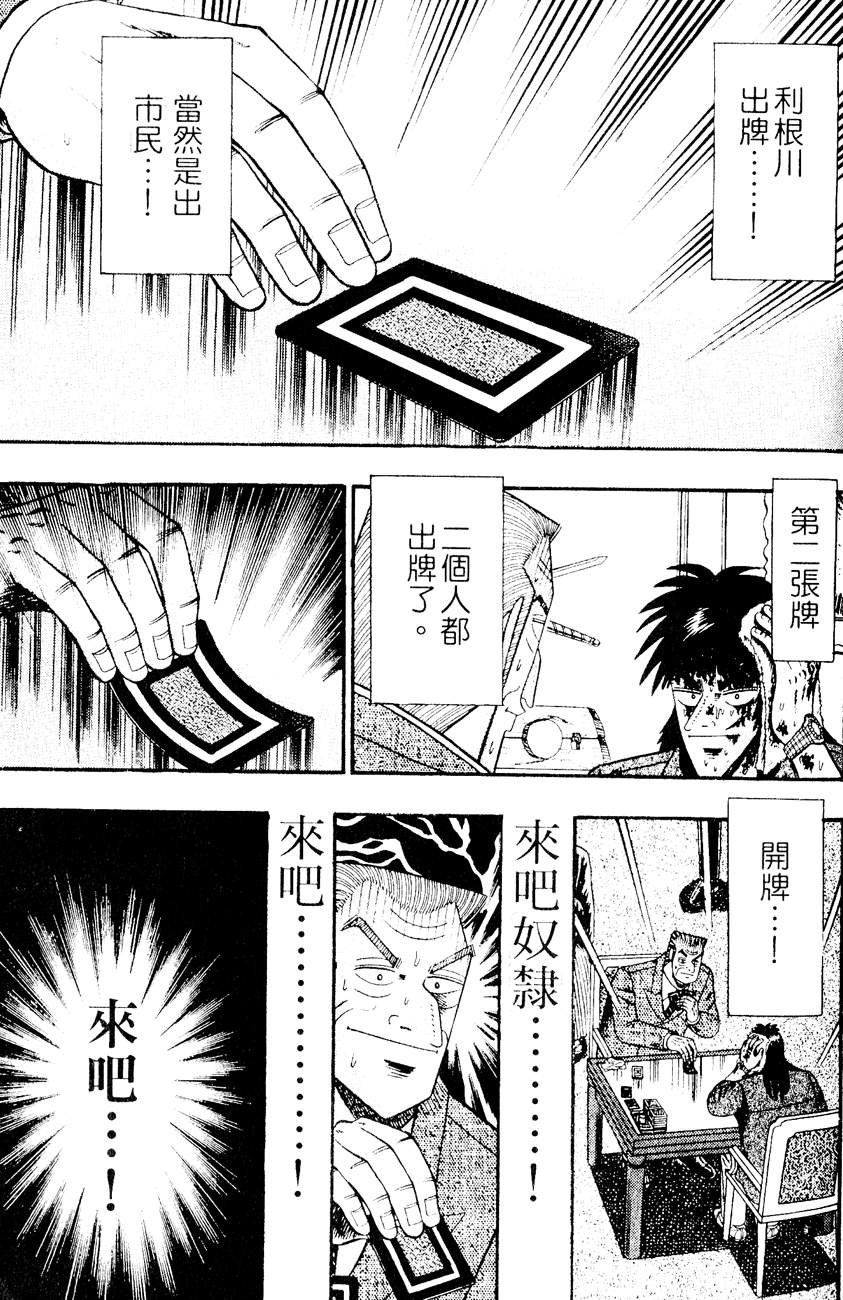 利根川
出牌……！
當然是出
市民…！
第二張牌
二個人都
出牌了。
開牌…！
來吧奴隸…………！
來吧……………！
來吧…！